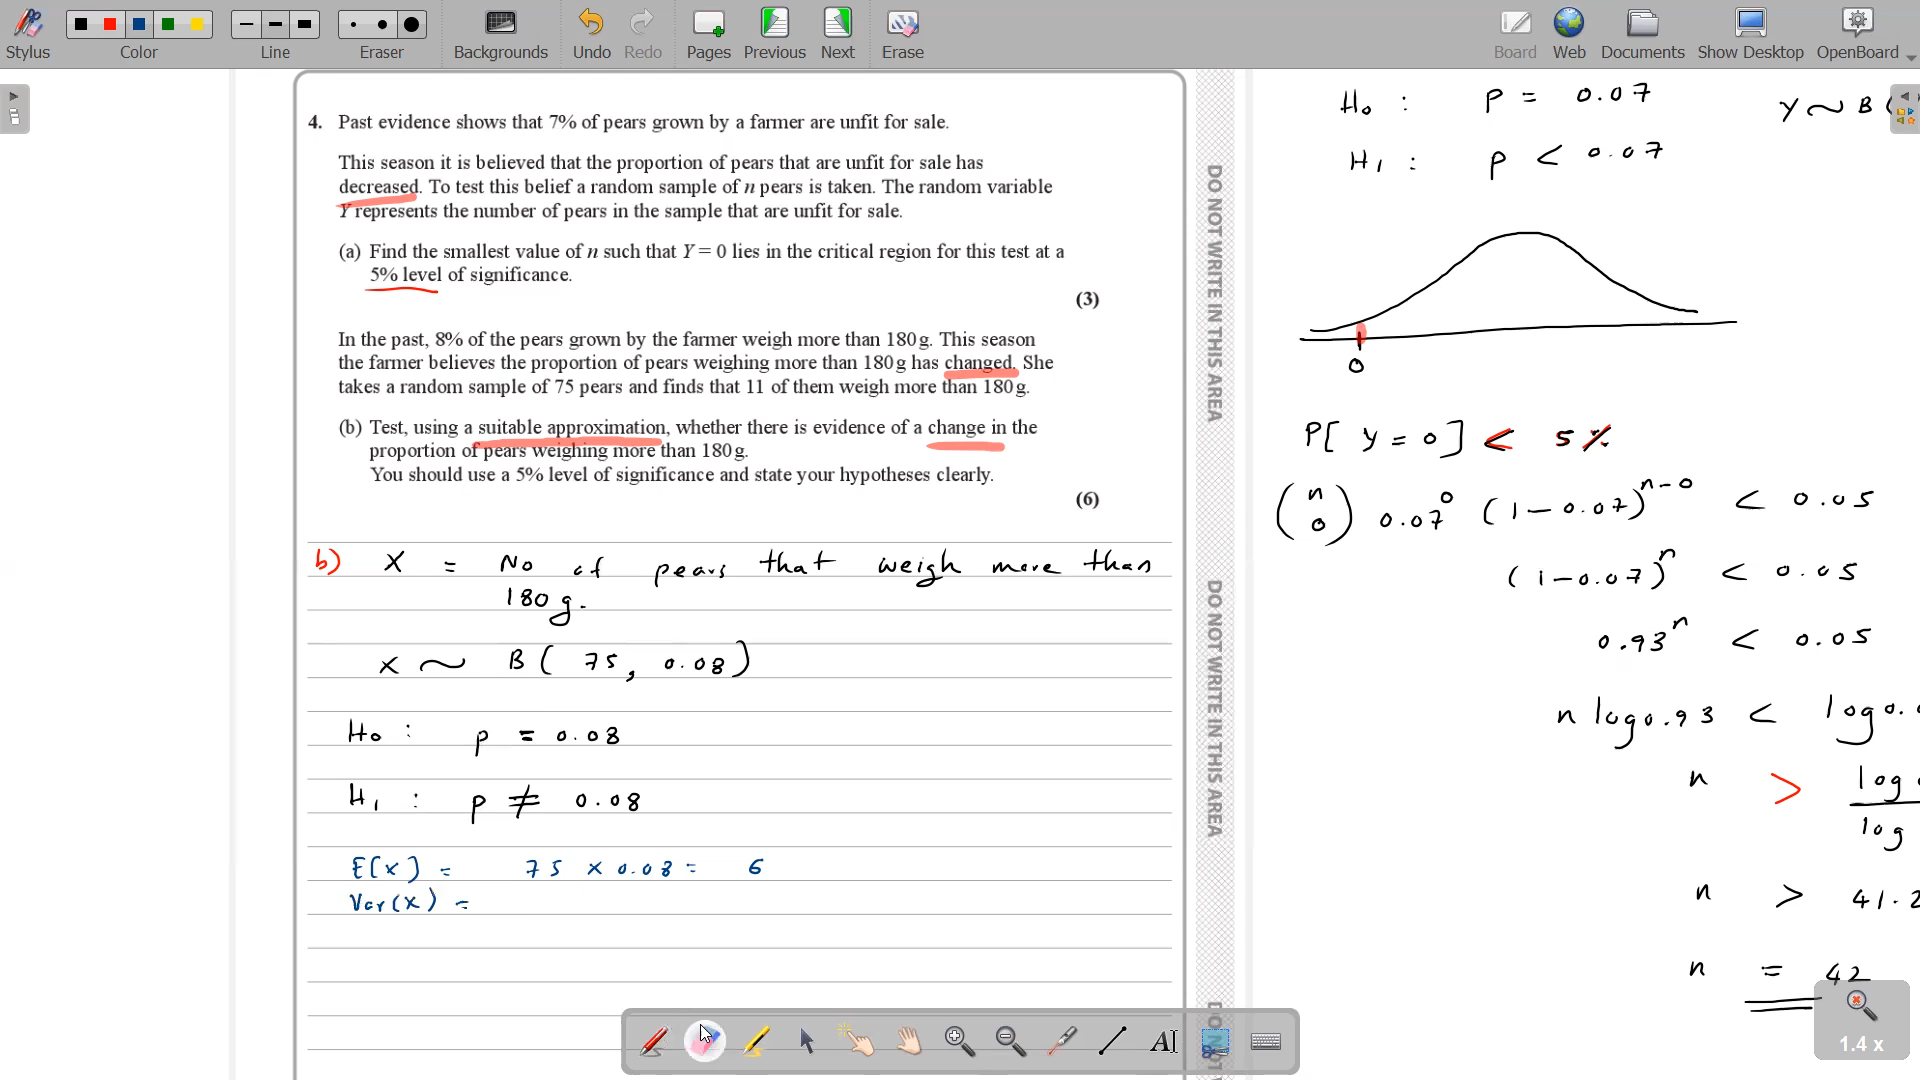 Stylus
Color
Line
Eraser
Backgrounds
Undo
Redo
Pages
Previous
Next
Erase
Board
Web
Documents
Show Desktop
OpenBoard
4. Past evidence shows that 7% of pears grown by a farmer are unfit for sale.
This season it is believed that the proportion of pears that are unfit for sale has
decreased. To test this belief a random sample of n pears is taken. The random variable
Y represents the number of pears in the sample that are unfit for sale.
(a) Find the smallest value of n such that Y = 0 lies in the critical region for this test at a
5% level of significance.
(3)
In the past, 8% of the pears grown by the farmer weigh more than 180 g. This season
the farmer believes the proportion of pears weighing more than 180 g has changed. She
takes a random sample of 75 pears and finds that 11 of them weigh more than 180 g.
(b) Test, using a suitable approximation, whether there is evidence of a change in the
proportion of pears weighing more than 180 g.
You should use a 5% level of significance and state your hypotheses clearly.
(6)
b) X = No of pears that weigh more than
180 g.
X ~ B ( 75 , 0.08 )
H₀ : p = 0.08
H₁ : p ≠ 0.08
E[X] = 75 × 0.08 = 6
Var(X) =
DO NOT WRITE IN THIS AREA
DO NOT WRITE IN THIS AREA
H₀ : p = 0.07
Y ~ B (
H₁ : p < 0.07
0
P[ Y = 0 ] < 5 %
(n 0) 0.07⁰ ( 1 - 0.07 )ⁿ⁻⁰ < 0.05
( 1 - 0.07 )ⁿ < 0.05
0.93ⁿ < 0.05
n log 0.93 < log 0.
n > log
log
n > 41.2
n = 42
1.4 x